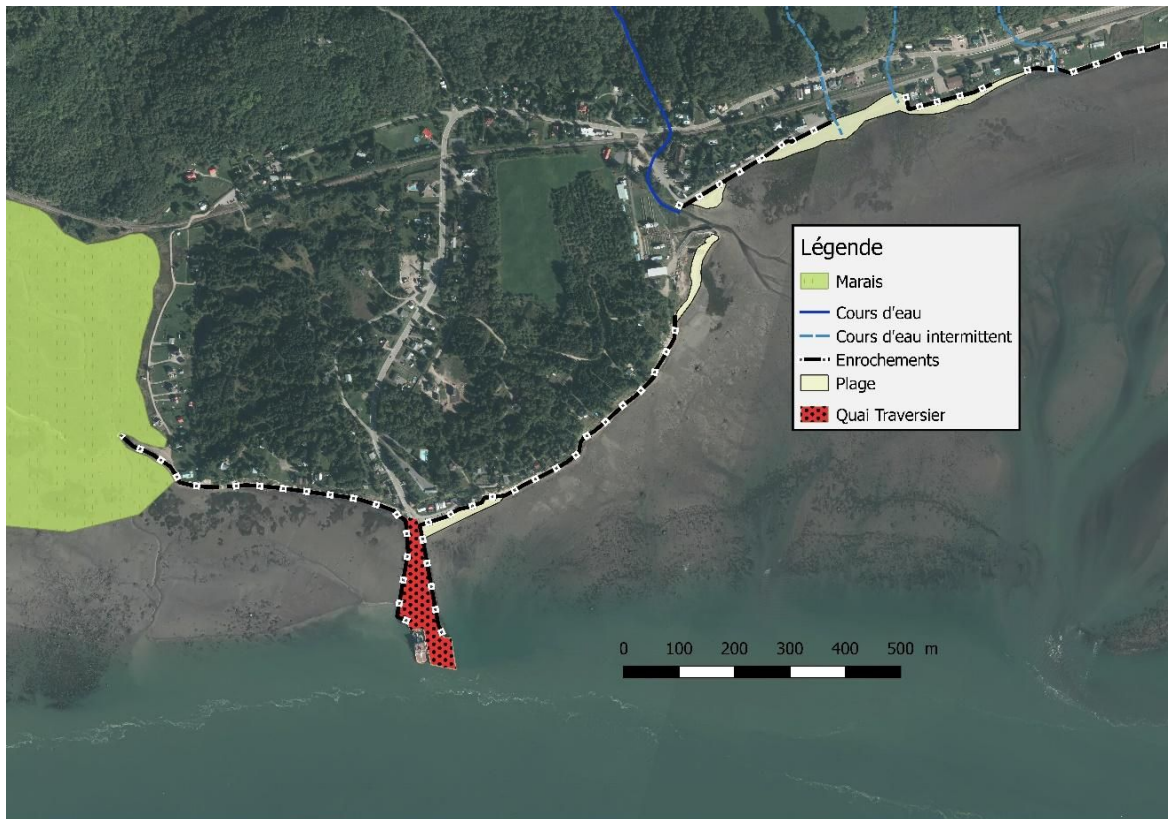 Légende
Marais
Cours d'eau
Cours d'eau intermittent
Enrochements
Plage
Quai Traversier
0 100 200 300 400 500 m